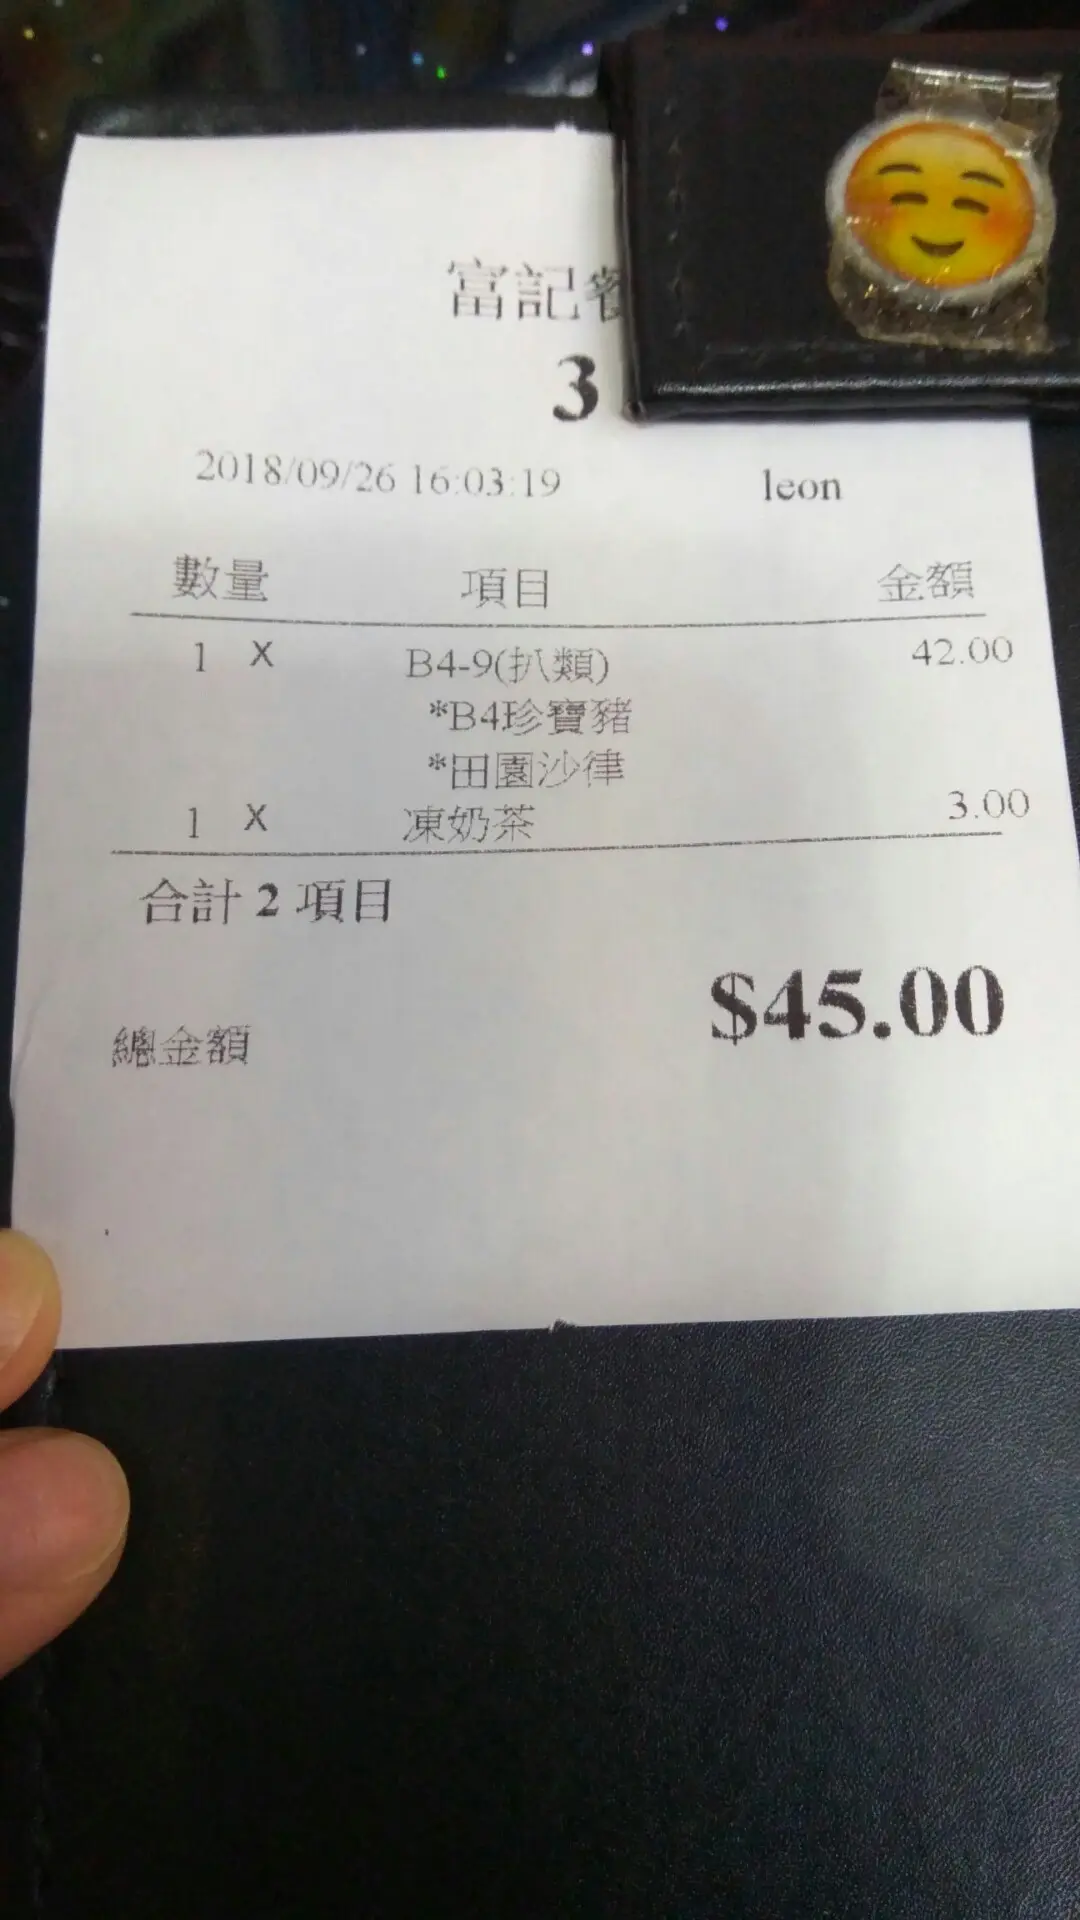 富記餐
3
2018/09/26 16:03:19 leon
數量 項目 金額
1 X B4-9(扒類) 42.00
*B4珍寶豬
*田園沙律
1 X 凍奶茶 3.00
合計 2 項目
$45.00
總金額